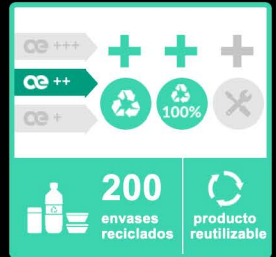 æ +++
æ ++
æ +
100%
200
envases
reciclados
producto
reutilizable